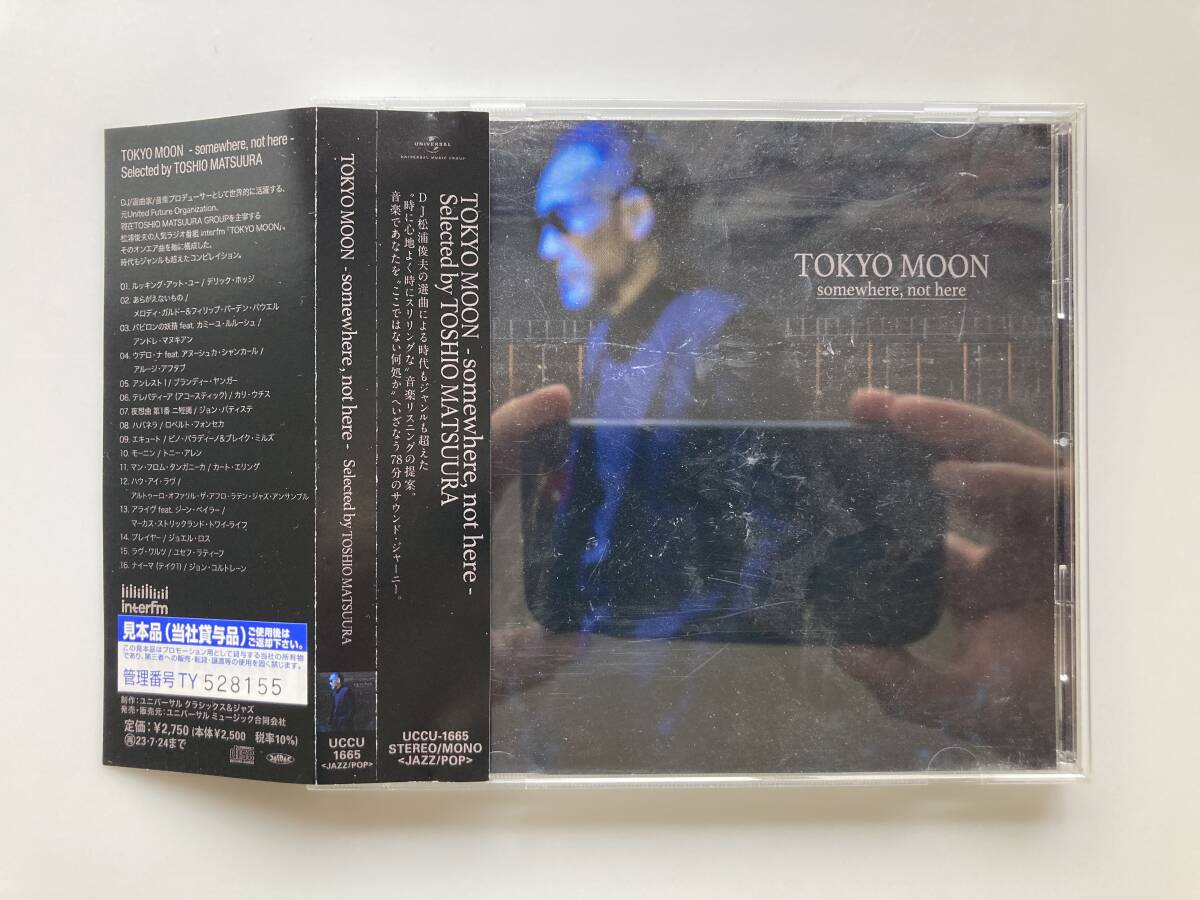 TOKYO MOON - somewhere, not here -
Selected by TOSHIO MATSUURA
DJ/選曲家/音楽プロデューサーとして世界的に活躍する、
元United Future Organization、
現在TOSHIO MATSUURA GROUPを主宰する
松浦俊夫の人気ラジオ番組 interfm「TOKYO MOON」。
そのオンエア曲を軸に構成した、
時代もジャンルも超えたコンピレイション。
01. ルッキング・アット・ユー / デリック・ホッジ
02. あらがえないもの /
メロディ・ガルドー&フィリップ・バーデン・パウエル
03. バビロンの妖精 feat. カミーユ・ルルーシュ /
アンドレ・マヌキアン
04. ウデロ・ナ feat. アヌーシュカ・シャンカール /
アルージ・アフタブ
05. アンレスト I / ブランディー・ヤンガー
06. テレパティーア (アコースティック) / カリ・ウチス
07. 夜想曲 第1番 ニ短調 / ジョン・バティステ
08. ハバネラ / ロベルト・フォンセカ
09. エキュート / ピノ・パラディーノ&ブレイク・ミルズ
10. モーニン / トニー・アレン
11. マン・フロム・タンガニーカ / カート・エリング
12. ハウ・アイ・ラヴ /
アルトゥーロ・オファリル・ザ・アフロ・ラテン・ジャズ・アンサンブル
13. アライヴ feat. ジーン・ベイラー /
マーカス・ストリックランド・トワイ・ライフ
14. プレイヤー / ジョエル・ロス
15. ラヴ・ワルツ / ユセフ・ラティーフ
16. ナイーマ (テイク1) / ジョン・コルトレーン
interfm
見本品(当社貸与品)ご使用後は
ご返却下さい。
この見本品はプロモーション用として貸与する当社の所有物
であり、第三者への販売・転貸・譲渡等の使用を固く禁じます。
管理番号 TY 528155
制作:ユニバーサル クラシックス&ジャズ
発売・販売元:ユニバーサル ミュージック合同会社
定価:¥2,750 (本体¥2,500 税率10%)
23・7・24まで
TOKYO MOON - somewhere, not here - Selected by TOSHIO MATSUURA
UCCU
1665
<JAZZ/POP>
UNIVERSAL
UNIVERSAL MUSIC GROUP
TOKYO MOON - somewhere, not here -
Selected by TOSHIO MATSUURA
DJ松浦俊夫の選曲による時代もジャンルも超えた
“時に心地よく時にスリリングな”音楽リスニングの提案。
音楽であなたを“ここではない何処か”へいざなう78分のサウンド・ジャーニー。
UCCU-1665
STEREO/MONO
<JAZZ/POP>
TOKYO MOON
somewhere, not here